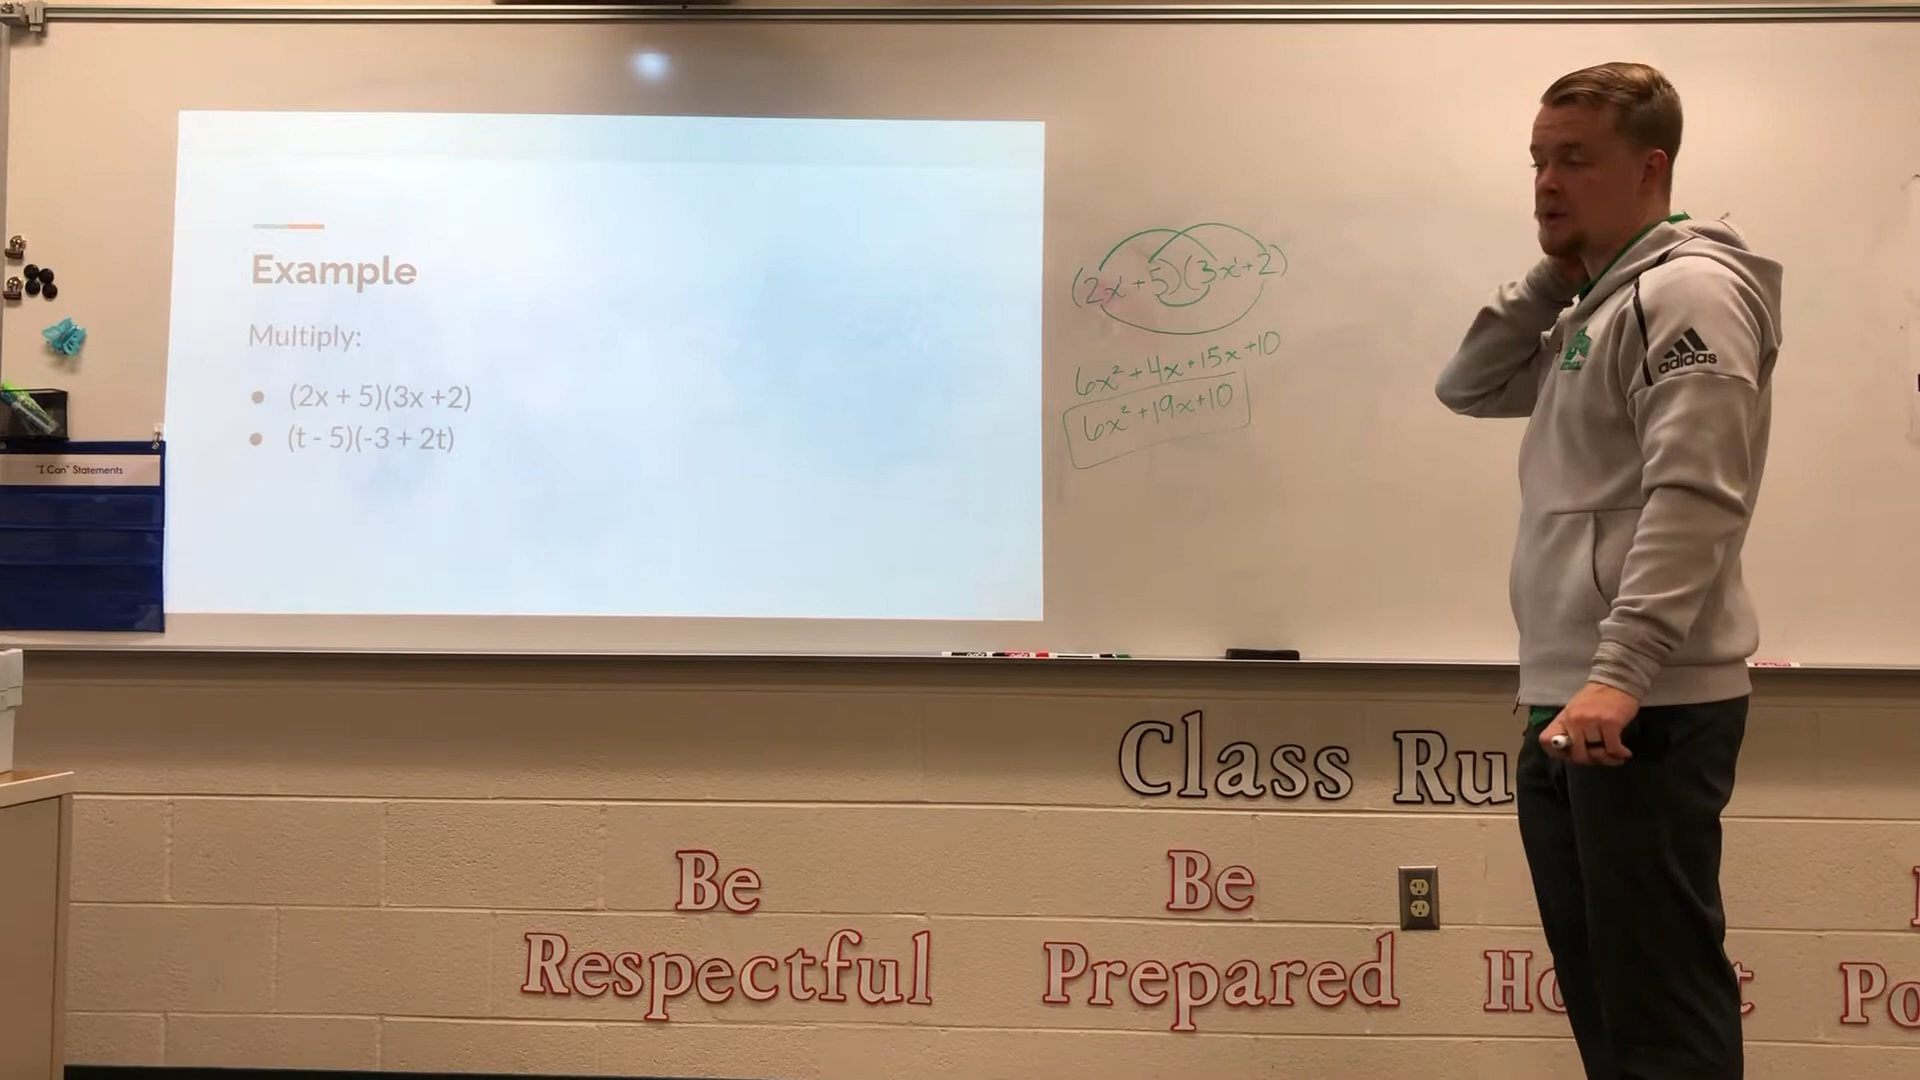 Example
Multiply:
(2x + 5)(3x +2)
(t - 5)(-3 + 2t)
(2x+5)(3x+2)
6x²+4x+15x+10
6x²+19x+10
"I Can" Statements
adidas
Class Ru
Be
Respectful
Be
Prepared